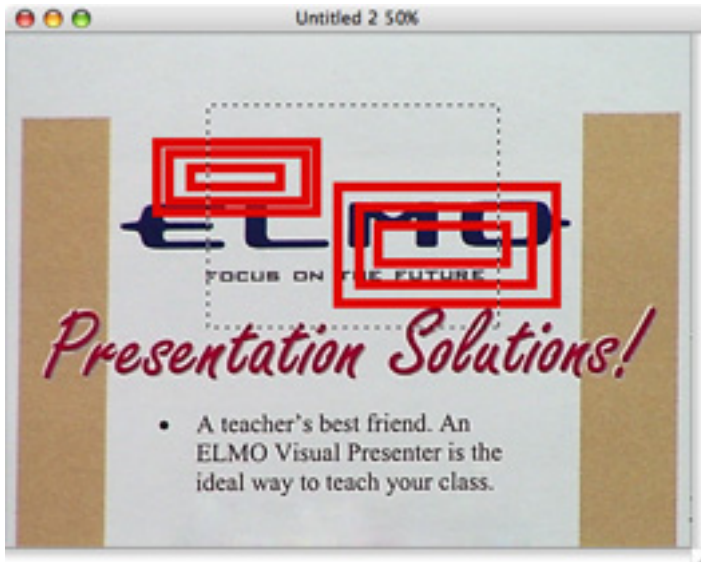 Untitled 2 50%
ELMO
FOCUS ON THE FUTURE
Presentation Solutions!
• A teacher's best friend. An
ELMO Visual Presenter is the
ideal way to teach your class.